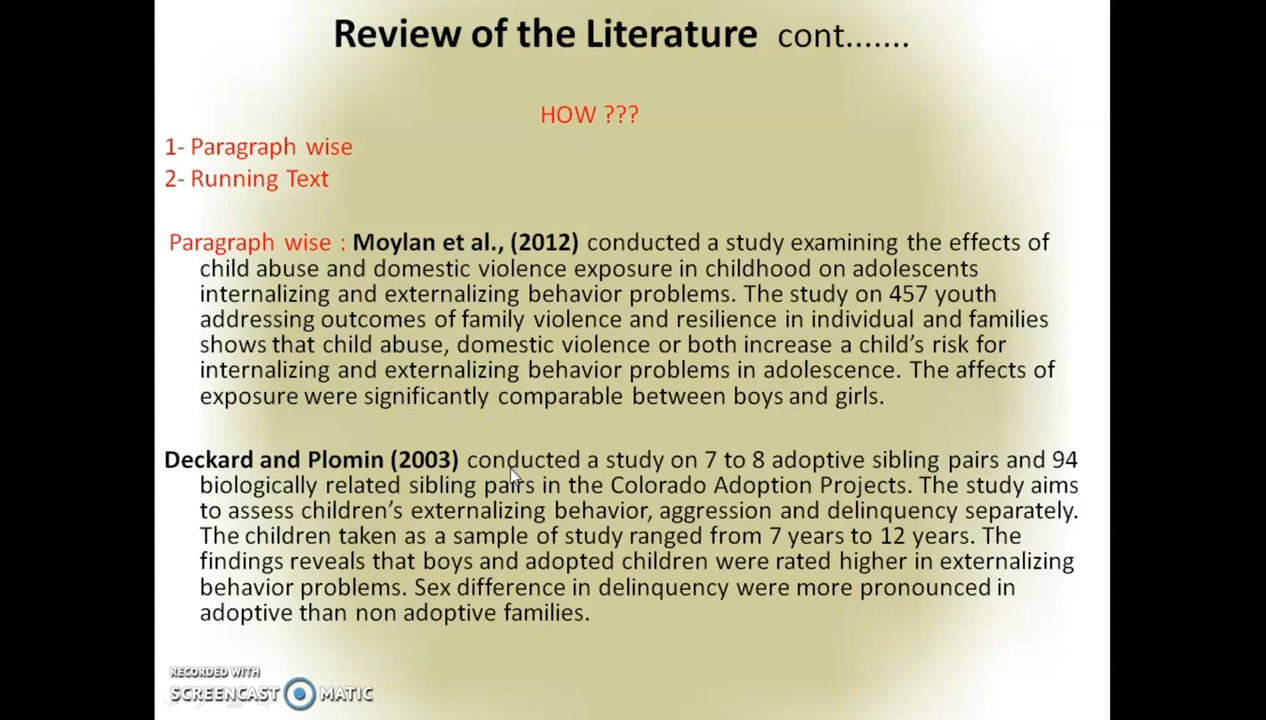 Review of the Literature cont.......
HOW ???
1- Paragraph wise
2- Running Text
Paragraph wise : Moylan et al., (2012) conducted a study examining the effects of
child abuse and domestic violence exposure in childhood on adolescents
internalizing and externalizing behavior problems. The study on 457 youth
addressing outcomes of family violence and resilience in individual and families
shows that child abuse, domestic violence or both increase a child's risk for
internalizing and externalizing behavior problems in adolescence. The affects of
exposure were significantly comparable between boys and girls.
Deckard and Plomin (2003) conducted a study on 7 to 8 adoptive sibling pairs and 94
biologically related sibling pairs in the Colorado Adoption Projects. The study aims
to assess children's externalizing behavior, aggression and delinquency separately.
The children taken as a sample of study ranged from 7 years to 12 years. The
findings reveals that boys and adopted children were rated higher in externalizing
behavior problems. Sex difference in delinquency were more pronounced in
adoptive than non adoptive families.
RECORDED WITH
SCREENCAST MATIC